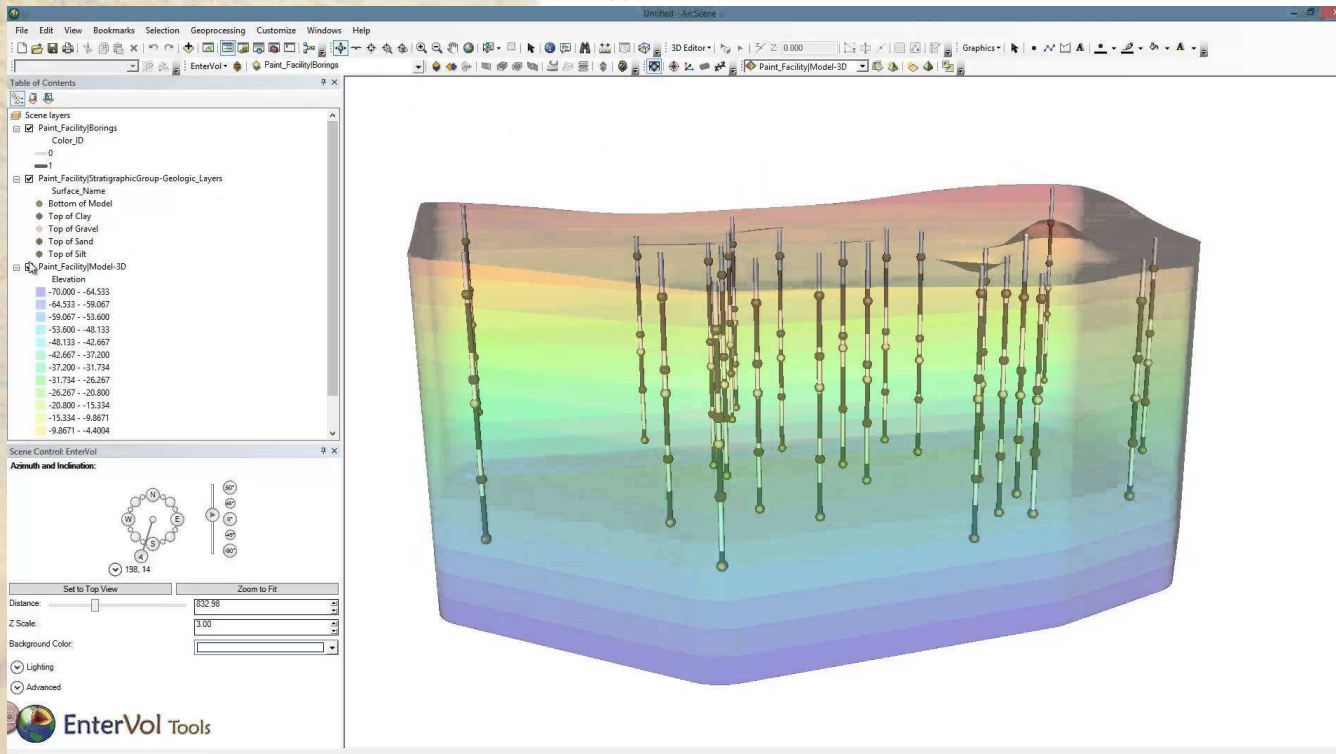 Untitled - ArcScene
File Edit View Bookmarks Selection Geoprocessing Customize Windows Help
3D Editor Z: 0.000 Graphics A A
EnterVol Paint_Facility|Borings Paint_Facility|Model-3D
Table of Contents
Scene layers
Paint_Facility|Borings
Color_ID
0
1
Paint_Facility|StratigraphicGroup-Geologic_Layers
Surface_Name
Bottom of Model
Top of Clay
Top of Gravel
Top of Sand
Top of Silt
Paint_Facility|Model-3D
Elevation
-70.000 - -64.533
-64.533 - -59.067
-59.067 - -53.600
-53.600 - -48.133
-48.133 - -42.667
-42.667 - -37.200
-37.200 - -31.734
-31.734 - -26.267
-26.267 - -20.800
-20.800 - -15.334
-15.334 - -9.8671
-9.8671 - -4.4004
Scene Control: EnterVol
Azimuth and Inclination:
N
W E
S
198, 14
Set to Top View Zoom to Fit
Distance: 832.98
Z Scale: 3.00
Background Color:
Lighting
Advanced
EnterVol Tools